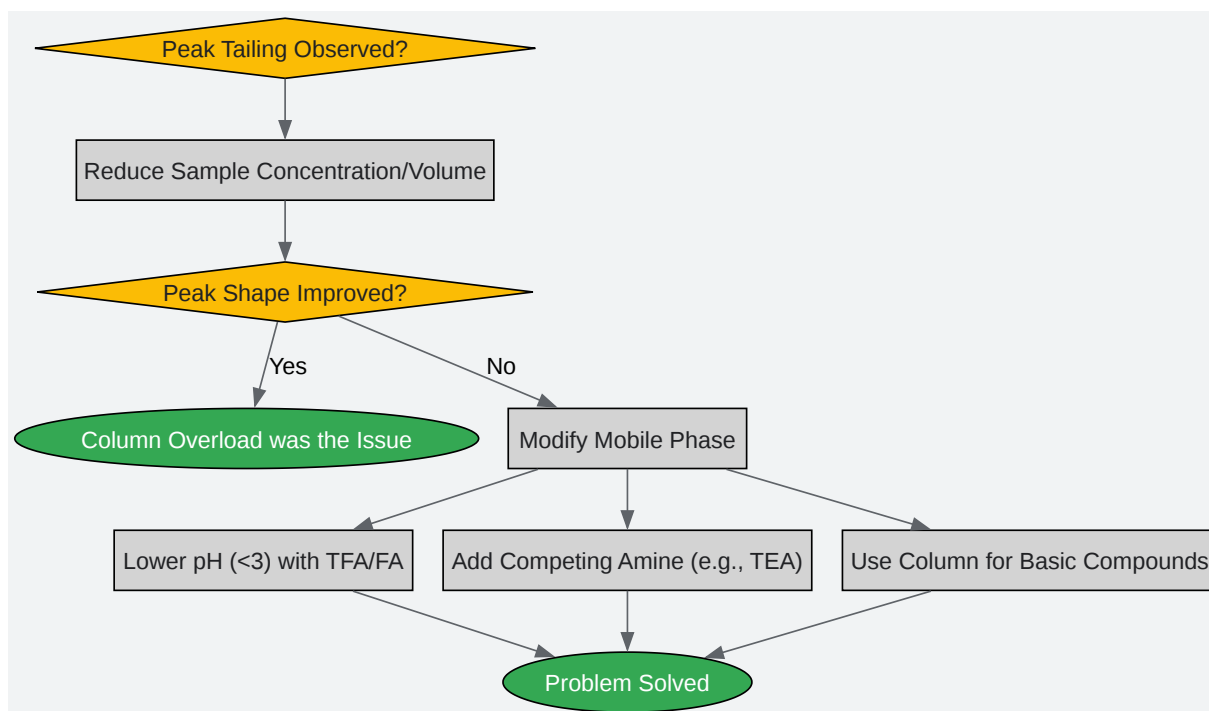 Peak Tailing Observed?
Reduce Sample Concentration/Volume
Peak Shape Improved?
Yes
No
Column Overload was the Issue
Modify Mobile Phase
Lower pH (<3) with TFA/FA
Add Competing Amine (e.g., TEA)
Use Column for Basic Compounds
Problem Solved